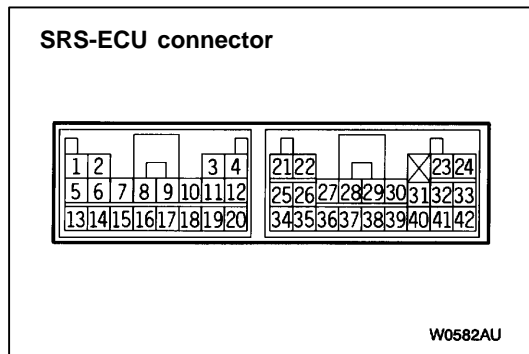 SRS-ECU connector
1 2 3 4 21 22 23 24
5 6 7 8 9 10 11 12 25 26 27 28 29 30 31 32 33
13 14 15 16 17 18 19 20 34 35 36 37 38 39 40 41 42
W0582AU